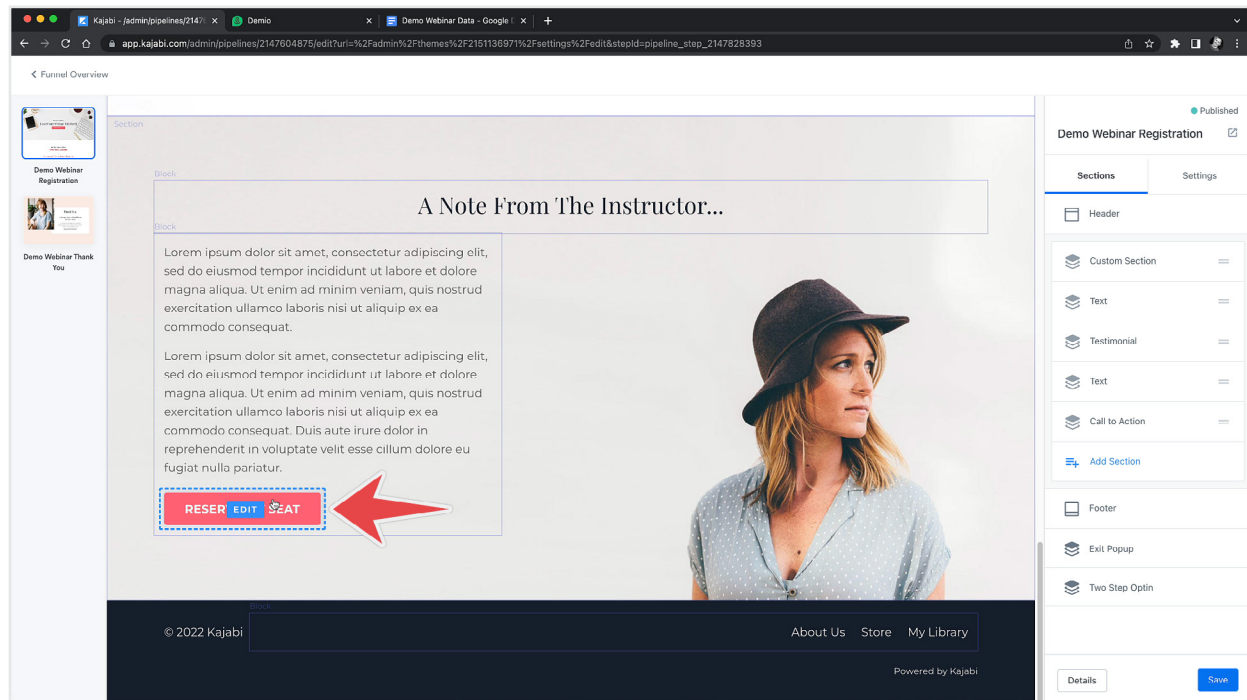 Kajabi - /admin/pipelines/2147
Demio
Demo Webinar Data - Google
app.kajabi.com/admin/pipelines/2147604875/edit?url=%2Fadmin%2Fthemes%2F2151136971%2Fsettings%2Fedit&stepId=pipeline_step_2147828393
Funnel Overview
Demo Webinar
Registration
Thank You
Demo Webinar Thank
You
Section
Block
A Note From The Instructor...
Block
Lorem ipsum dolor sit amet, consectetur adipiscing elit,
sed do eiusmod tempor incididunt ut labore et dolore
magna aliqua. Ut enim ad minim veniam, quis nostrud
exercitation ullamco laboris nisi ut aliquip ex ea
commodo consequat.
Lorem ipsum dolor sit amet, consectetur adipiscing elit,
sed do eiusmod tempor incididunt ut labore et dolore
magna aliqua. Ut enim ad minim veniam, quis nostrud
exercitation ullamco laboris nisi ut aliquip ex ea
commodo consequat. Duis aute irure dolor in
reprehenderit in voluptate velit esse cillum dolore eu
fugiat nulla pariatur.
RESER EDIT SEAT
Block
© 2022 Kajabi
About Us Store My Library
Powered by Kajabi
Published
Demo Webinar Registration
Sections Settings
Header
Custom Section
Text
Testimonial
Text
Call to Action
Add Section
Footer
Exit Popup
Two Step Optin
Details Save